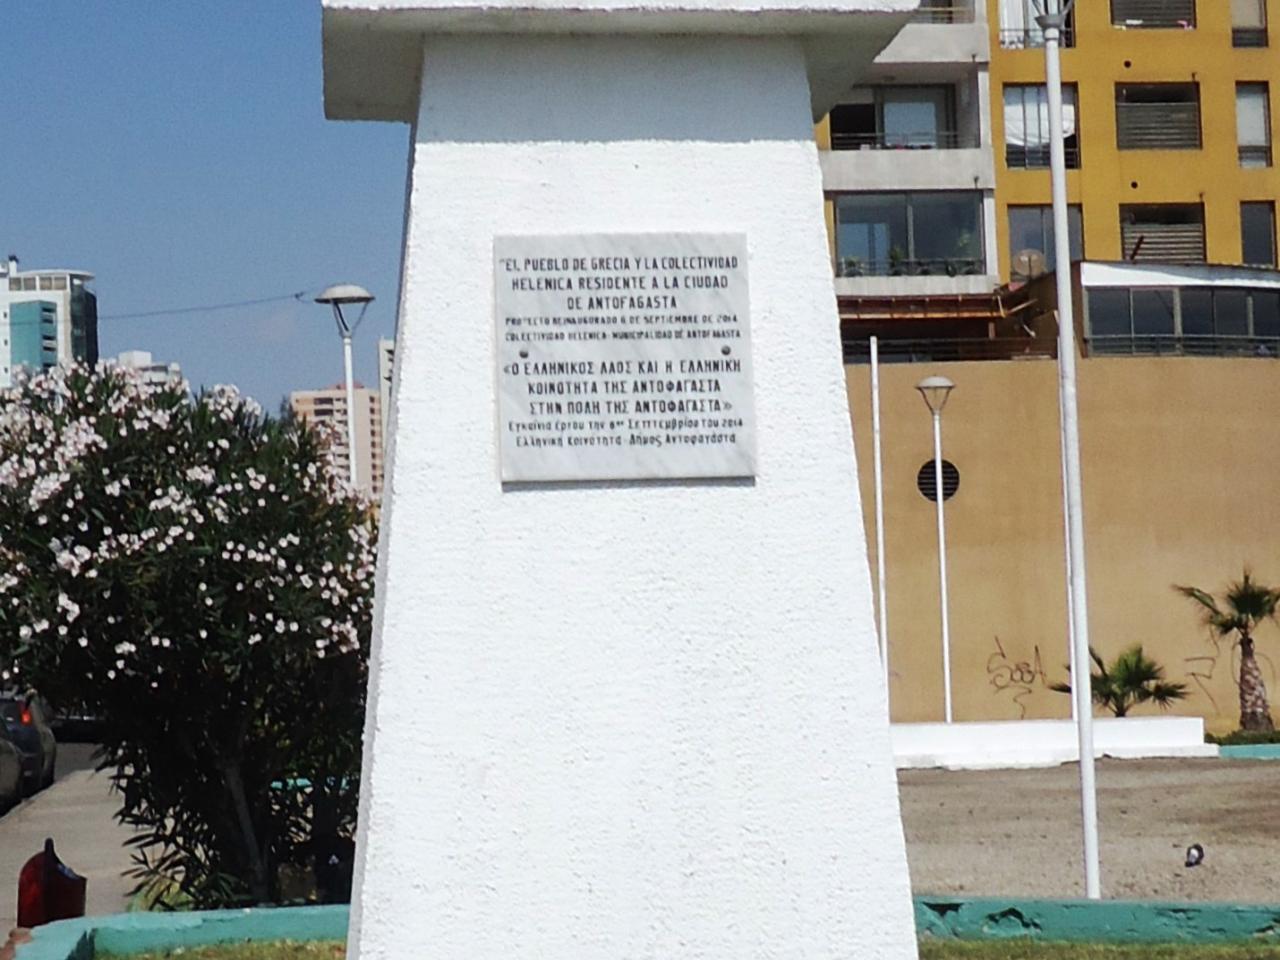 "EL PUEBLO DE GRECIA Y LA COLECTIVIDAD
HELENICA RESIDENTE A LA CIUDAD
DE ANTOFAGASTA
PROYECTO REINAUGURADO 6 DE SEPTIEMBRE DE 2014
COLECTIVIDAD HELENICA - MUNICIPALIDAD DE ANTOFAGASTA
«Ο ΕΛΛΗΝΙΚΟΣ ΛΑΟΣ ΚΑΙ Η ΕΛΛΗΝΙΚΗ
ΚΟΙΝΟΤΗΤΑ ΤΗΣ ΑΝΤΟΦΑΓΑΣΤΑ
ΣΤΗΝ ΠΟΛΗ ΤΗΣ ΑΝΤΟΦΑΓΑΣΤΑ»
Εγκαίνια έργου την Σεπτεμβρίου του 2014
Ελληνική Κοινότητα - Δήμος Αντοφαγάστα